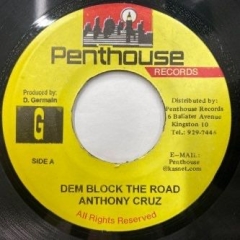 Penthouse
RECORDS
Produced by:
D. Germain
G
Distributed by:
Penthouse Records
6 Ballater Avenue
Kingston 10
Tel: 929-744
SIDE A
E-MAIL:
Penthouse
@kasnet.com
DEM BLOCK THE ROAD
ANTHONY CRUZ
All Rights Reserved